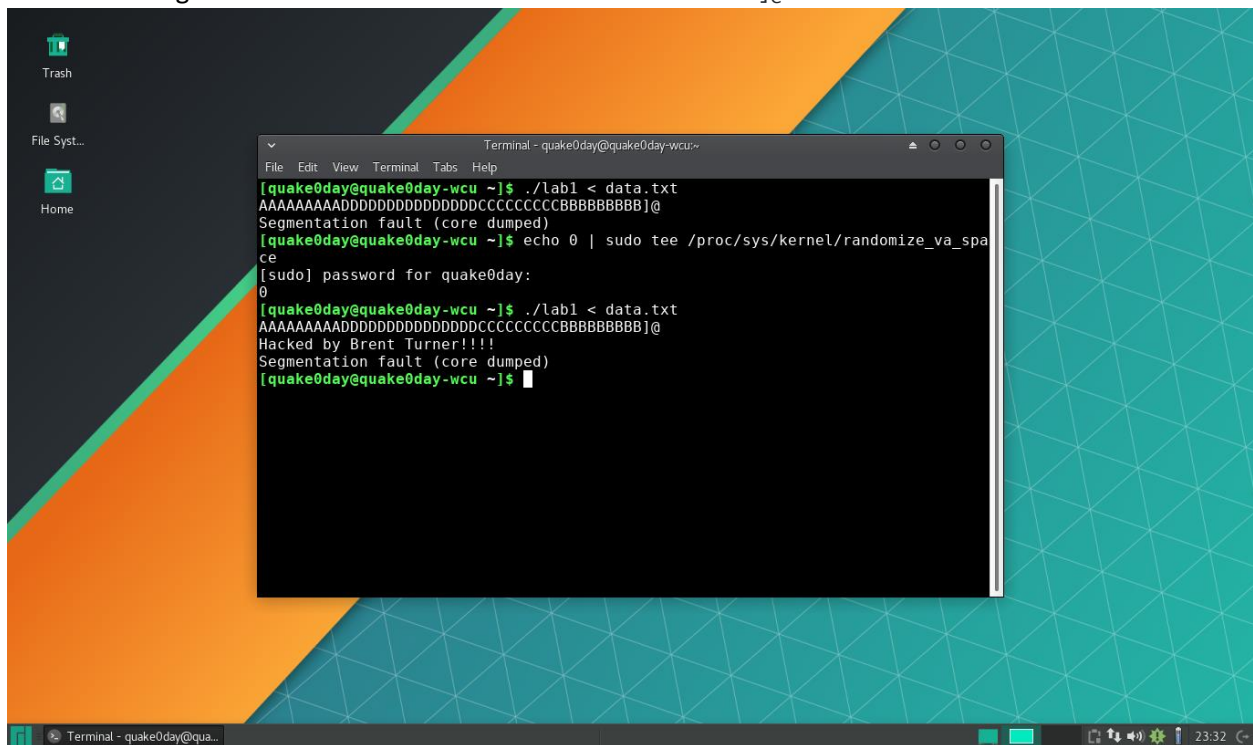 ]@
Trash
File Syst...
Home
Terminal - quake0day@quake0day-wcu:~
File Edit View Terminal Tabs Help
[quake0day@quake0day-wcu ~]$ ./lab1 < data.txt
AAAAAAAAADDDDDDDDDDDDDDDCCCCCCCCCBBBBBBBBB]@
Segmentation fault (core dumped)
[quake0day@quake0day-wcu ~]$ echo 0 | sudo tee /proc/sys/kernel/randomize_va_spa
ce
[sudo] password for quake0day:
0
[quake0day@quake0day-wcu ~]$ ./lab1 < data.txt
AAAAAAAAADDDDDDDDDDDDDDDCCCCCCCCCBBBBBBBBB]@
Hacked by Brent Turner!!!!
Segmentation fault (core dumped)
[quake0day@quake0day-wcu ~]$
Terminal - quake0day@qua...
23:32